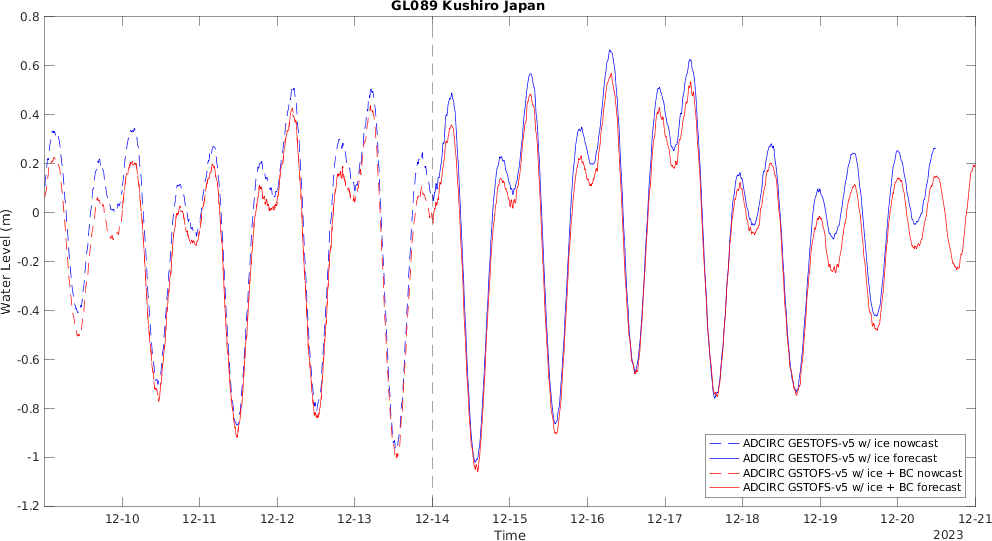 GL089 Kushiro Japan
0.8
0.6
0.4
0.2
0
-0.2
-0.4
-0.6
-0.8
-1
-1.2
Water Level (m)
ADCIRC GESTOFS-v5 w/ ice nowcast
ADCIRC GESTOFS-v5 w/ ice forecast
ADCIRC GSTOFS-v5 w/ ice + BC nowcast
ADCIRC GSTOFS-v5 w/ ice + BC forecast
12-10 12-11 12-12 12-13 12-14 12-15 12-16 12-17 12-18 12-19 12-20 12-21
Time
2023